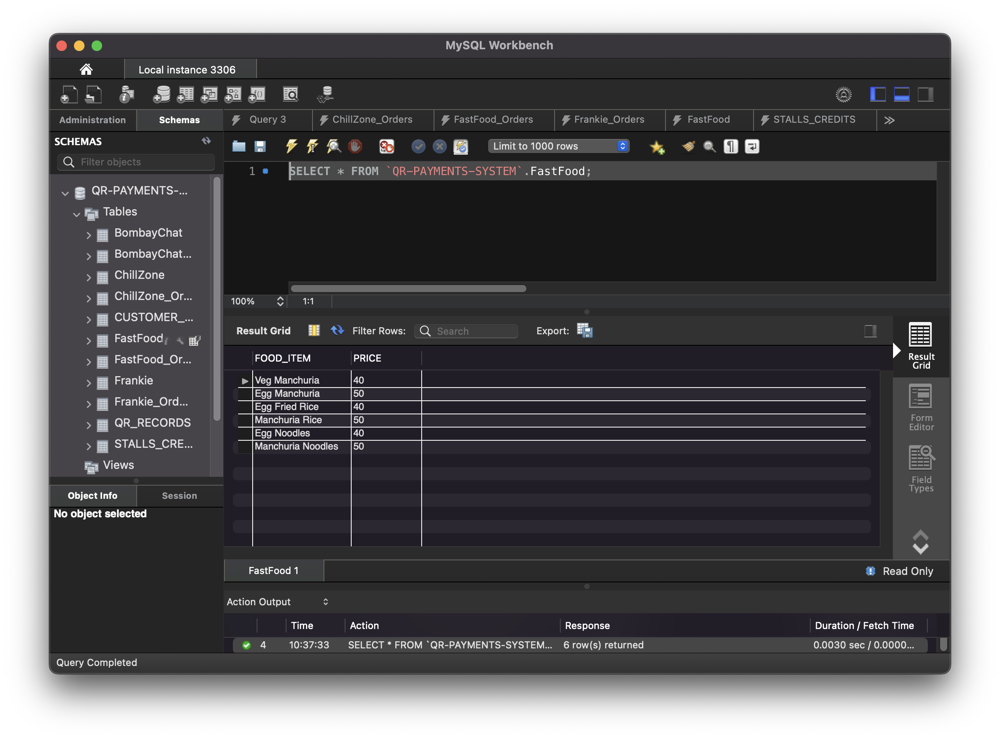 MySQL Workbench
Local instance 3306
Administration Schemas
Query 3 ChillZone_Orders FastFood_Orders Frankie_Orders FastFood STALLS_CREDITS
SCHEMAS
Filter objects
Limit to 1000 rows
1 SELECT * FROM `QR-PAYMENTS-SYSTEM`.FastFood;
QR-PAYMENTS-...
Tables
BombayChat
BombayChat...
ChillZone
ChillZone_Or...
CUSTOMER_...
FastFood
FastFood_Or...
Frankie
Frankie_Ord...
QR_RECORDS
STALLS_CRE...
Views
Object Info Session
No object selected
100% 1:1
Result Grid Filter Rows: Search Export:
FOOD_ITEM PRICE
Veg Manchuria 40
Egg Manchuria 50
Egg Fried Rice 40
Manchuria Rice 50
Egg Noodles 40
Manchuria Noodles 50
Result
Grid
Form
Editor
Field
Types
FastFood 1 Read Only
Action Output
Time Action Response Duration / Fetch Time
4 10:37:33 SELECT * FROM `QR-PAYMENTS-SYSTEM... 6 row(s) returned 0.0030 sec / 0.0000...
Query Completed